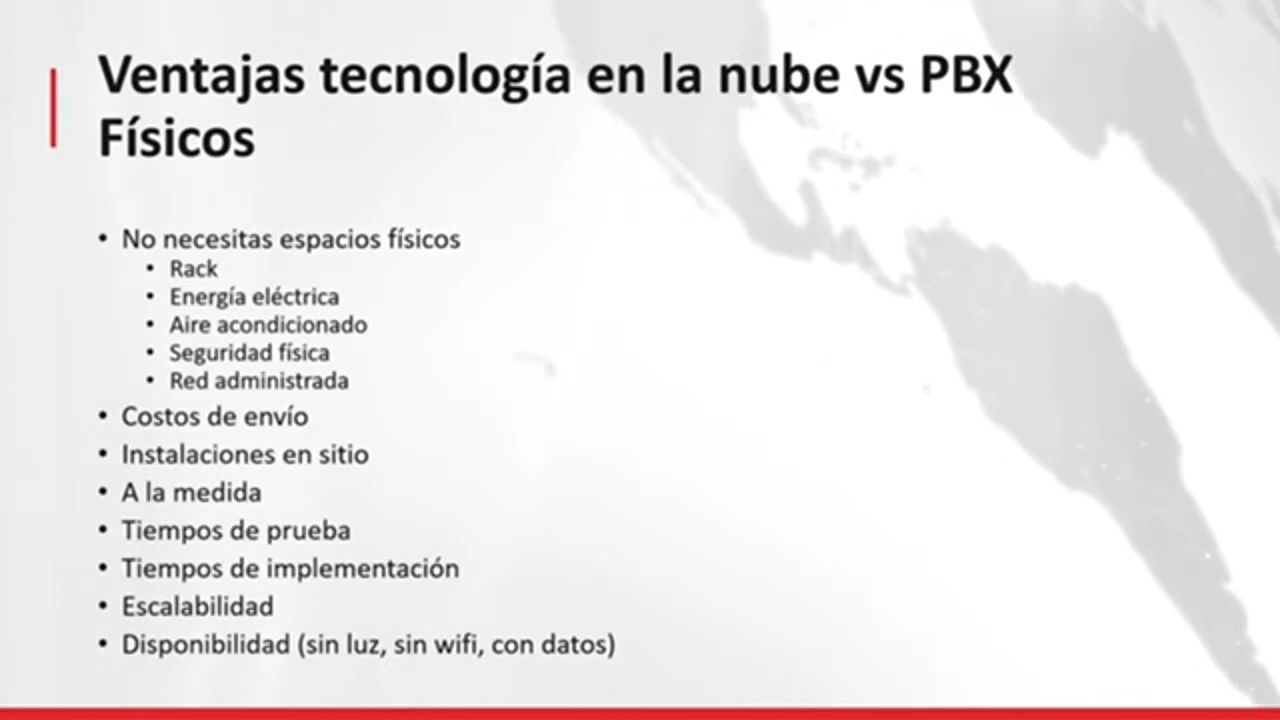 Ventajas tecnología en la nube vs PBX
Físicos
• No necesitas espacios físicos
• Rack
• Energía eléctrica
• Aire acondicionado
• Seguridad física
• Red administrada
• Costos de envío
• Instalaciones en sitio
• A la medida
• Tiempos de prueba
• Tiempos de implementación
• Escalabilidad
• Disponibilidad (sin luz, sin wifi, con datos)